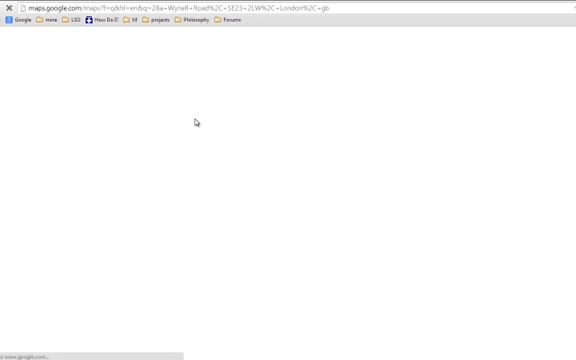 maps.google.com/maps?f=q&hl=en&q=28a+Wynell+Road%2C+SE23+2LW%2C+London%2C+gb
Google mine LSO How Do I? M projects Philosophy Forums
or www.google.com...